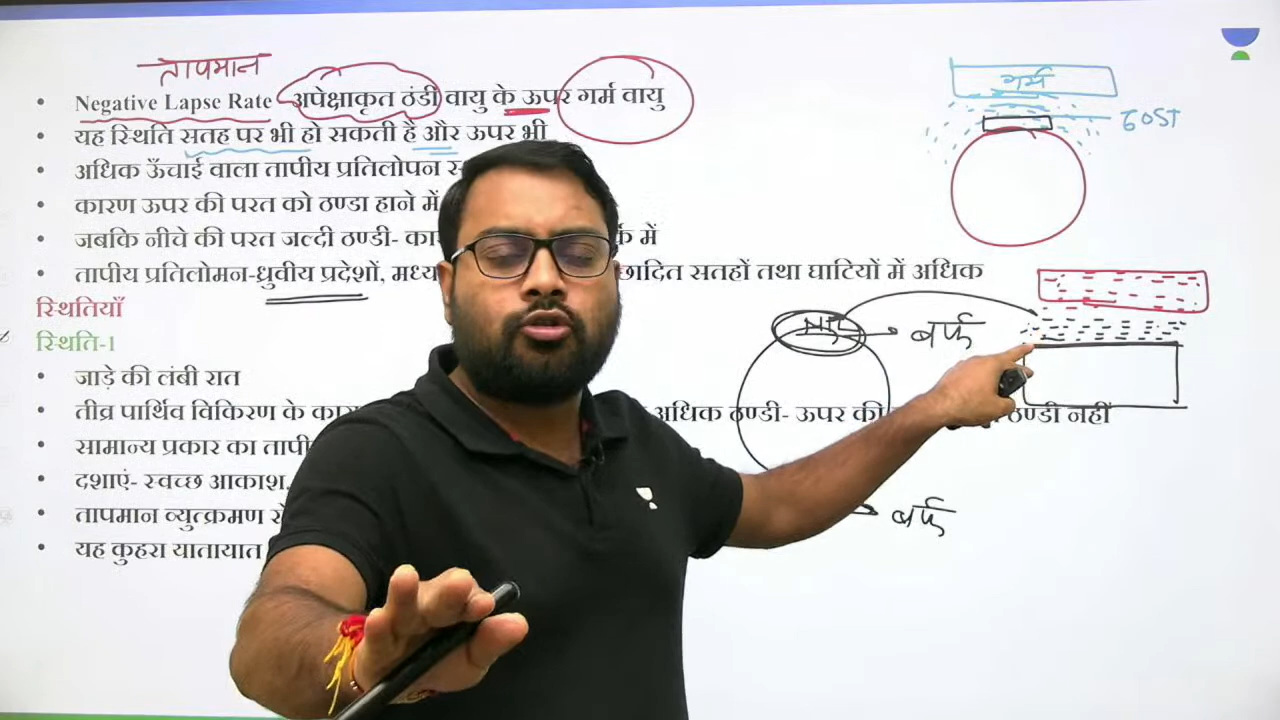 तापमान
• Negative Lapse Rate अपेक्षाकृत ठंडी वायु के ऊपर गर्म वायु
• यह स्थिति सतह पर भी हो सकती है और ऊपर भी
• अधिक ऊँचाई वाला तापीय प्रतिलोपन
• कारण ऊपर की परत को ठण्डा हाने में
• जबकि नीचे की परत जल्दी ठण्डी- में
• तापीय प्रतिलोमन-ध्रुवीय प्रदेशों, सतहों तथा घाटियों में अधिक
स्थितियाँ
स्थिति-1
• जाड़े की लंबी रात
• तीव्र पार्थिव विकिरण के अधिक ठण्डी- ऊपर की ठण्डी नहीं
• सामान्य प्रकार का
• दशाएं- स्वच्छ आकाश,
• तापमान व्युत्क्रमण
• यह कुहरा यातायात
गर्म
बर्फ
बर्फ